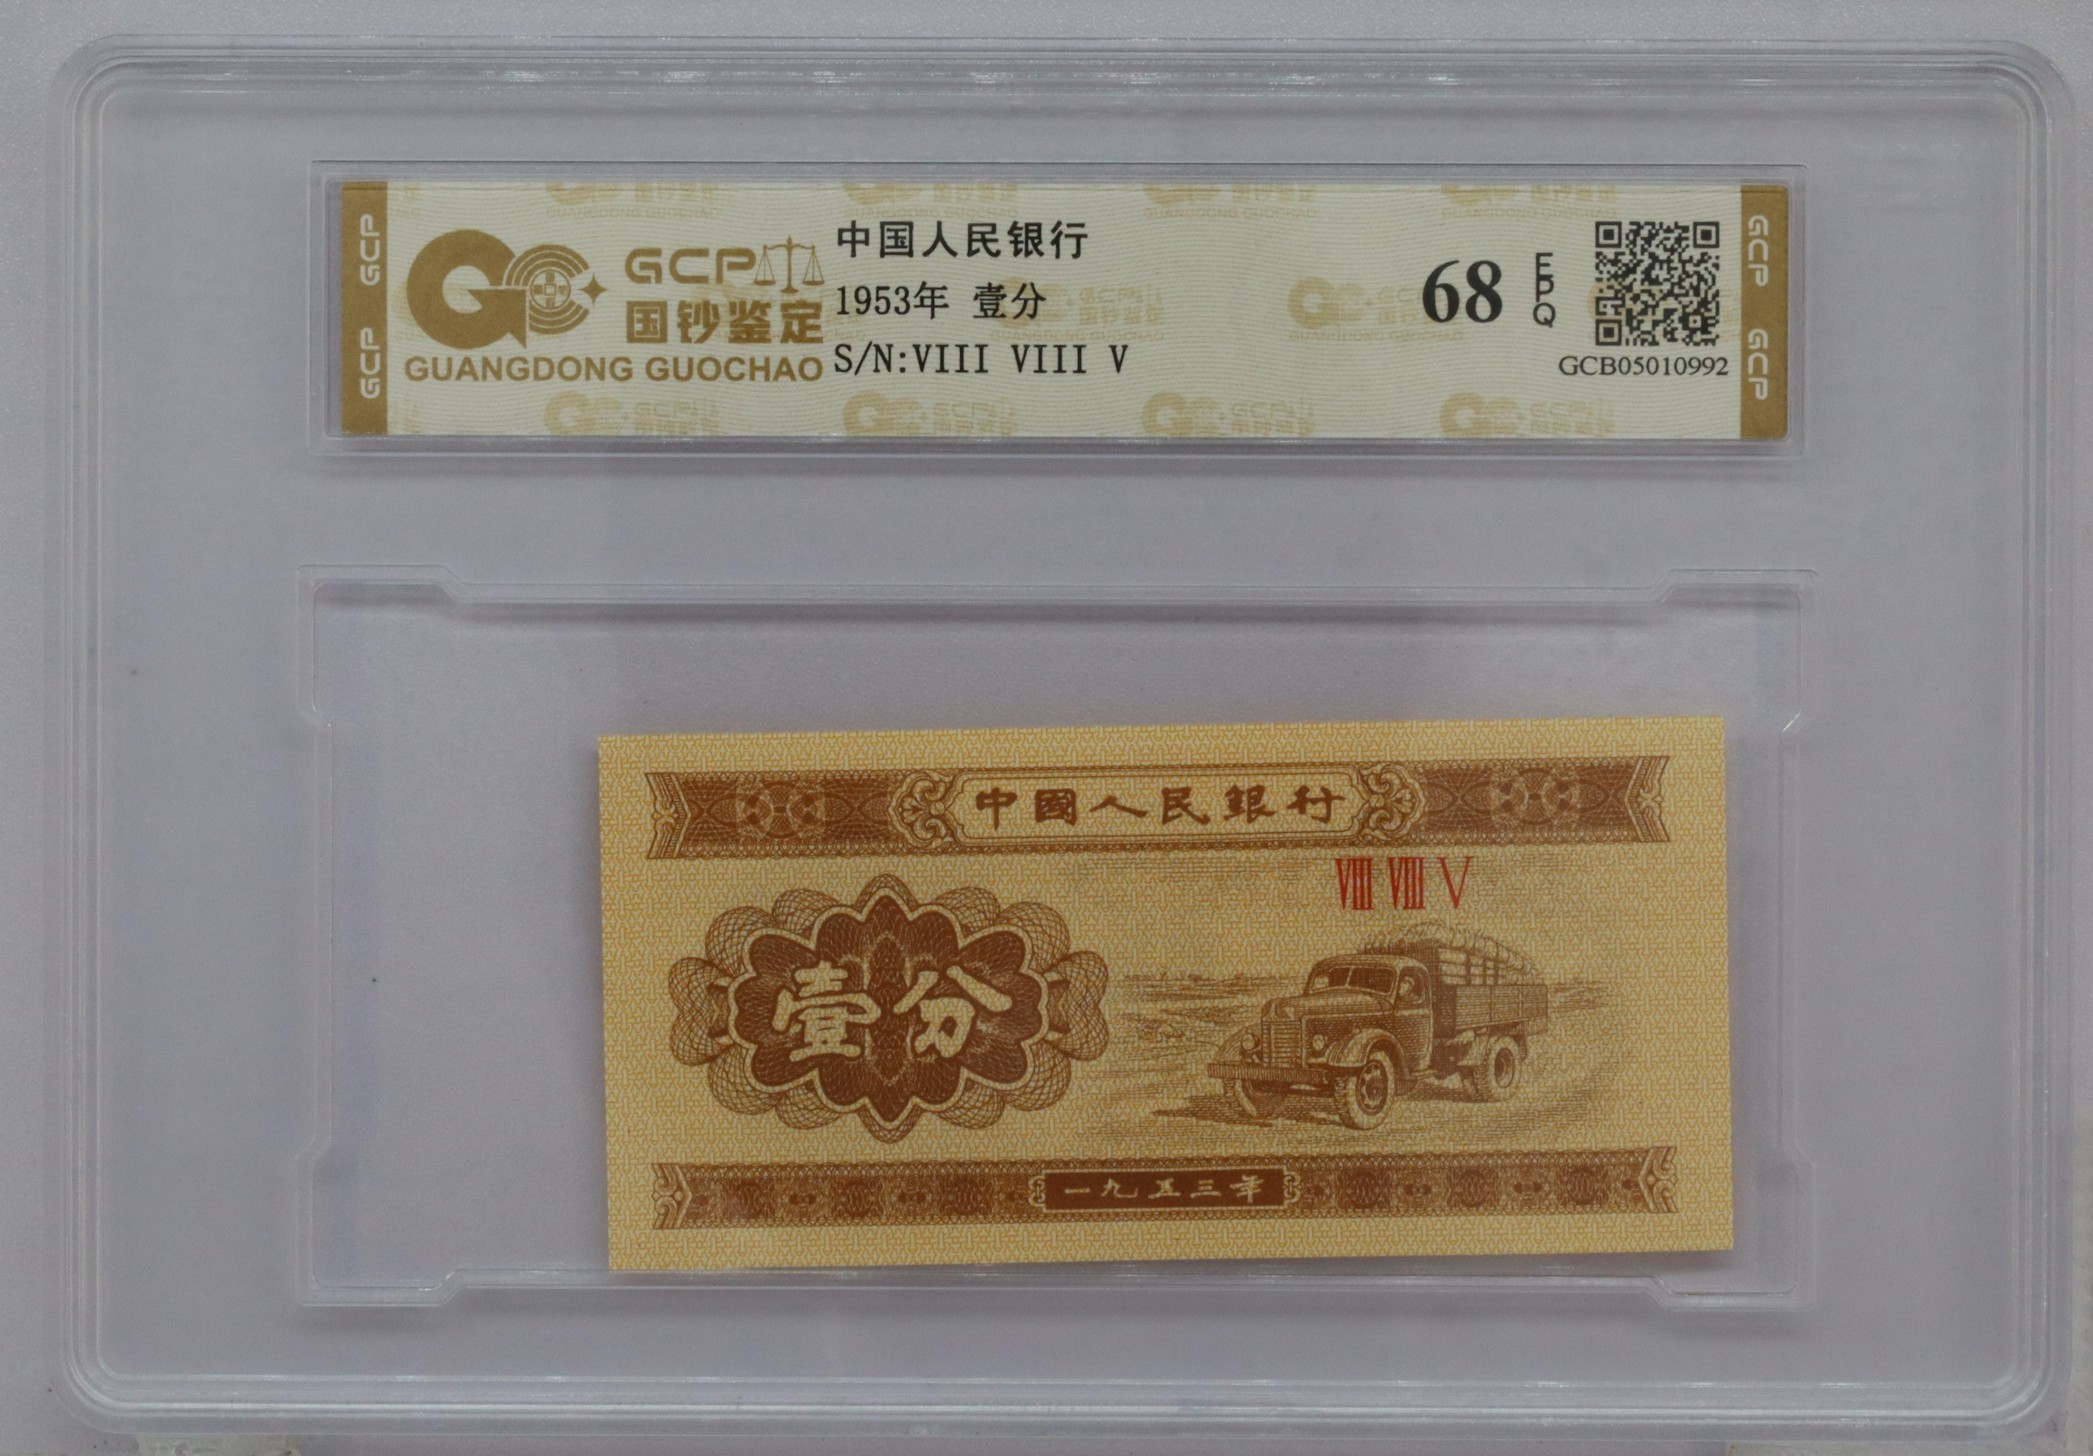 GCP
GCP
GCP
国钞鉴定
GUANGDONG GUOCHAO
中国人民银行
1953年 壹分
S/N:VIII VIII V
68 EPQ
GCB05010992
GCP
GCP
中國人民銀行
VIII VIII V
壹分
一九五三年